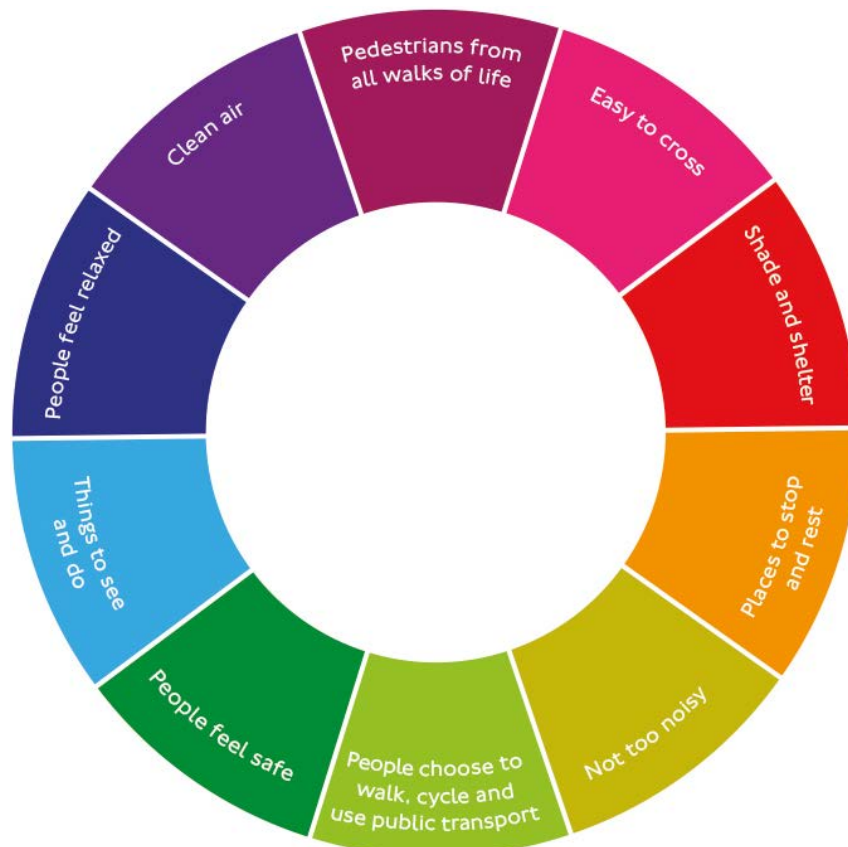 Pedestrians from
all walks of life
Easy to cross
Shade and shelter
Places to stop
and rest
Not too noisy
People choose to
walk, cycle and
use public transport
People feel safe
Things to see
and do
People feel relaxed
Clean air